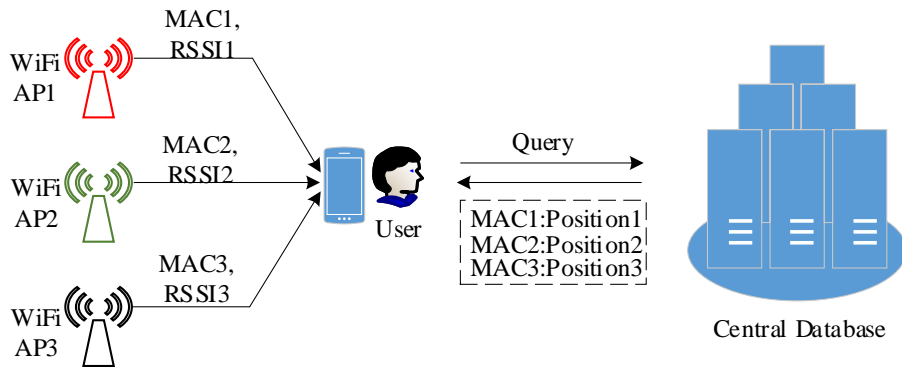 MAC1,
RSSI1
WiFi
AP1
MAC2,
RSSI2
WiFi
AP2
MAC3,
RSSI3
WiFi
AP3
User
Query
MAC1:Position1
MAC2:Position2
MAC3:Position3
Central Database